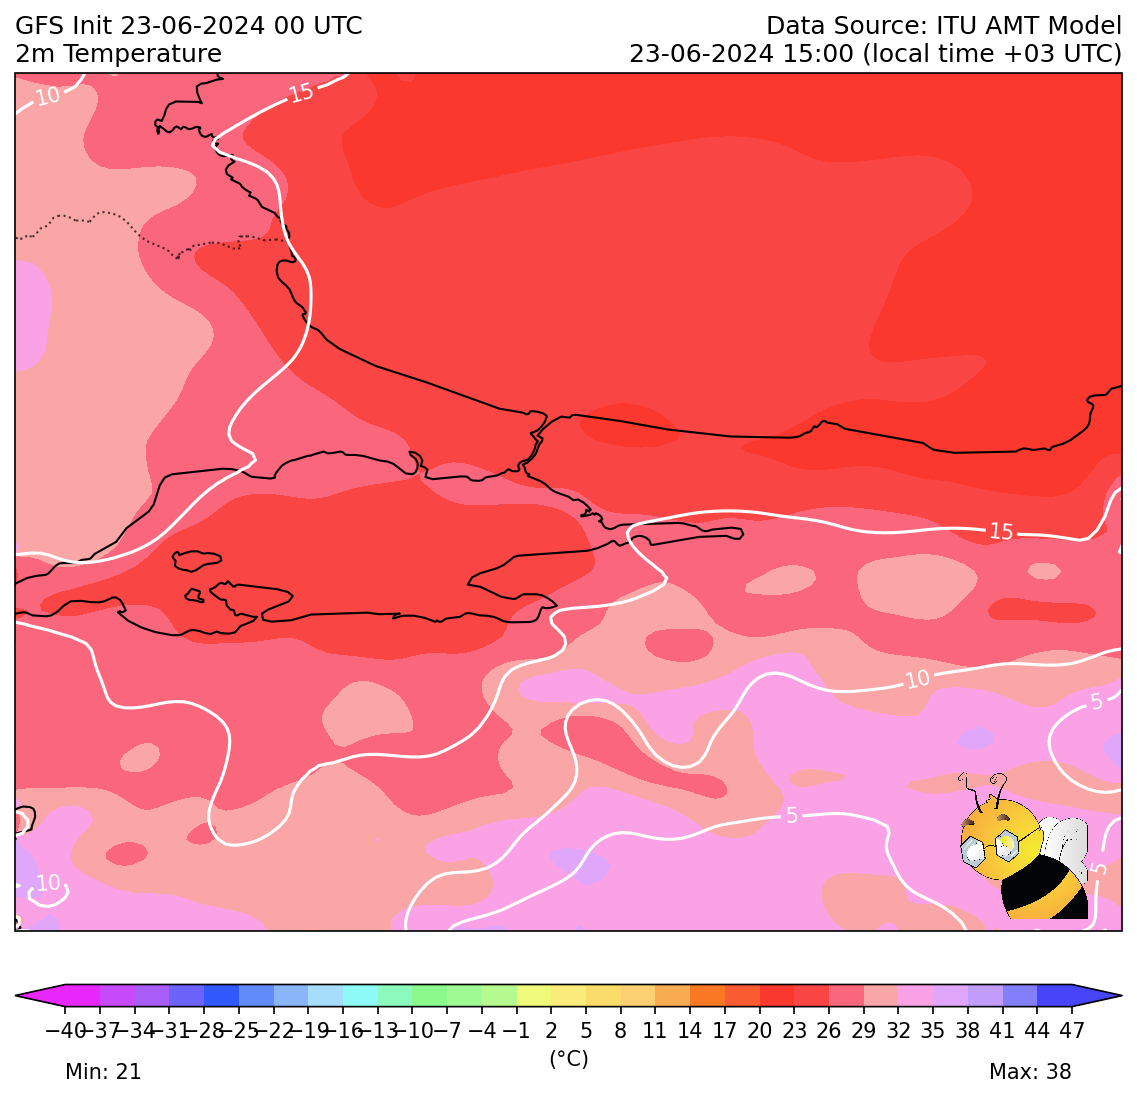 GFS Init 23-06-2024 00 UTC
Data Source: ITU AMT Model
2m Temperature
23-06-2024 15:00 (local time +03 UTC)
10
15
15
10
5
5
5
10
−40 −37 −34 −31 −28 −25 −22 −19 −16 −13 −10 −7 −4 −1 2 5 8 11 14 17 20 23 26 29 32 35 38 41 44 47
(°C)
Min: 21
Max: 38